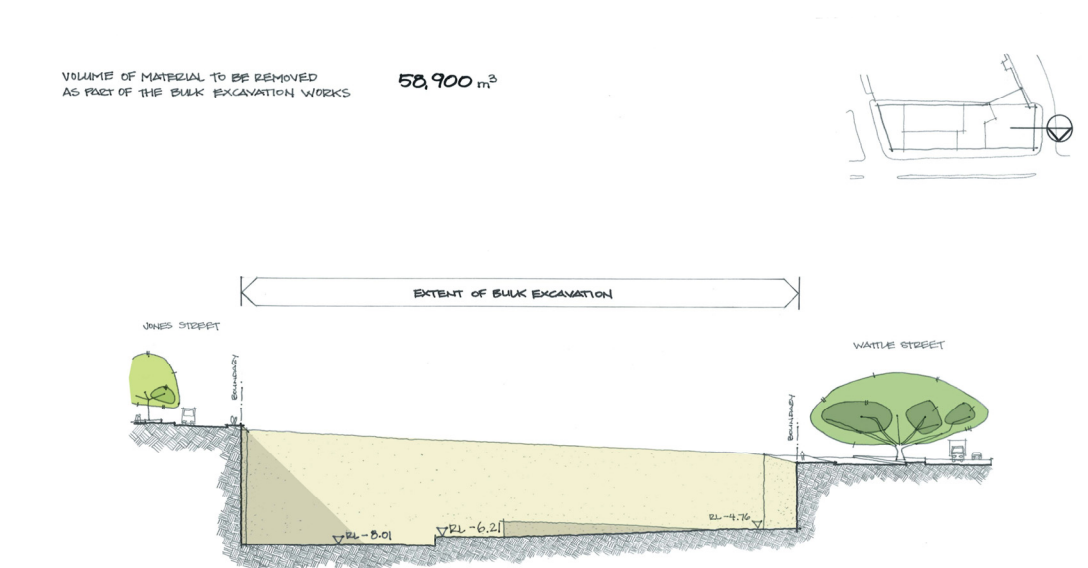 VOLUME OF MATERIAL TO BE REMOVED
AS PART OF THE BULK EXCAVATION WORKS
58,900 m³
EXTENT OF BULK EXCAVATION
JONES STREET
WATTLE STREET
BOUNDARY
BOUNDARY
RL -8.01
RL -6.21
RL -4.76